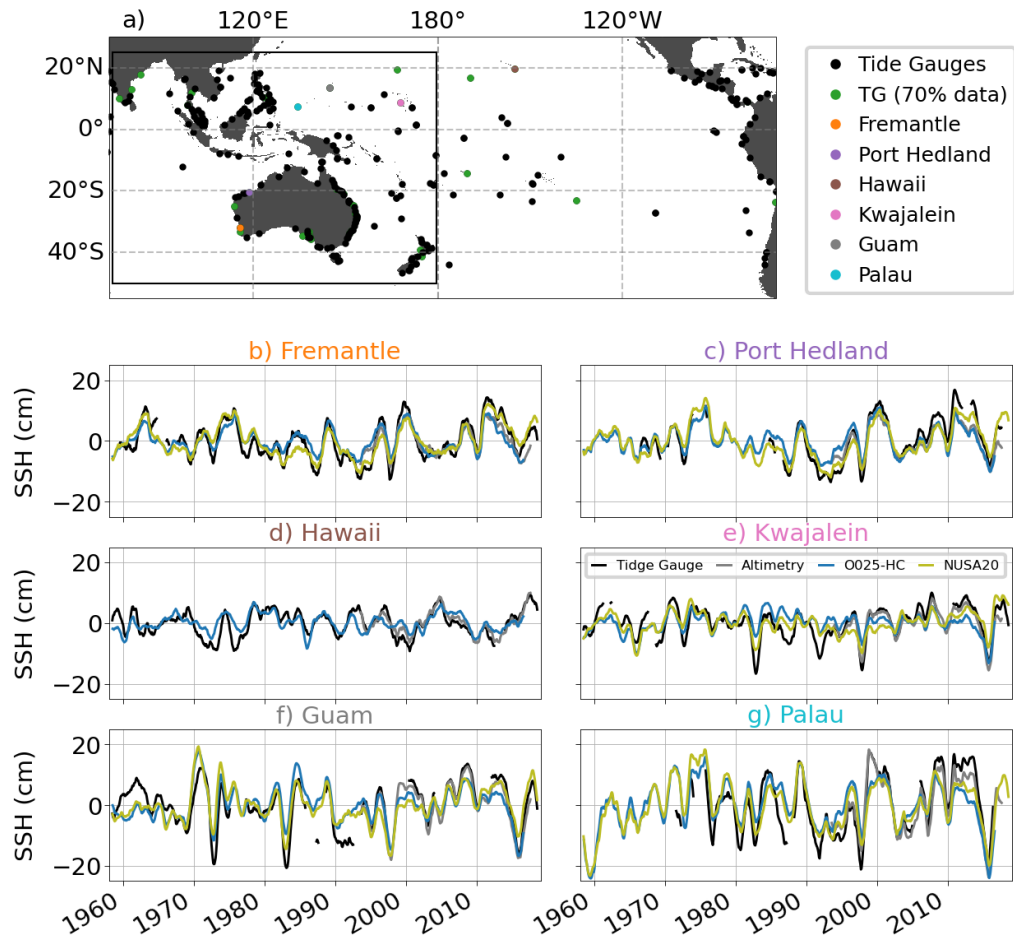 a) 120°E 180° 120°W
20°N
0°
20°S
40°S
Tide Gauges
TG (70% data)
Fremantle
Port Hedland
Hawaii
Kwajalein
Guam
Palau
b) Fremantle
c) Port Hedland
SSH (cm)
20
0
−20
d) Hawaii
e) Kwajalein
SSH (cm)
20
0
−20
Tidge Gauge Altimetry O025-HC NUSA20
f) Guam
g) Palau
SSH (cm)
20
0
−20
1960 1970 1980 1990 2000 2010
1960 1970 1980 1990 2000 2010